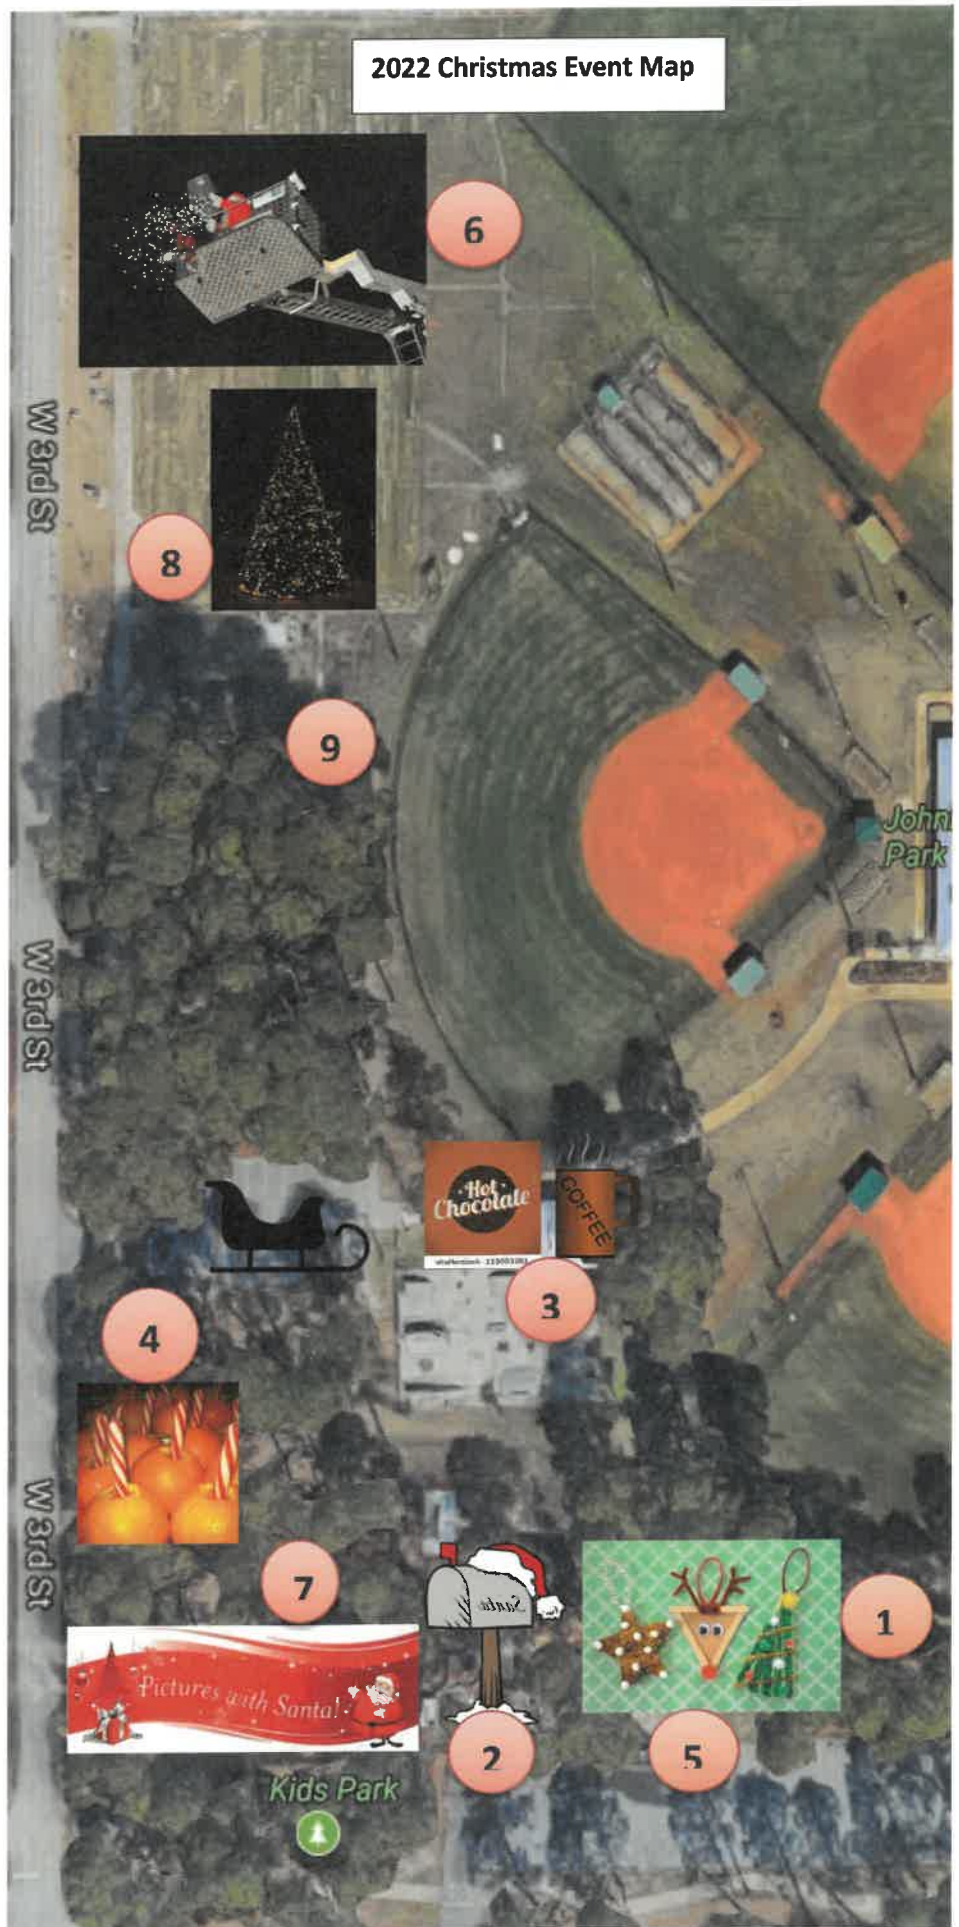 2022 Christmas Event Map
6
W 3rd St
8
9
John
Park
W 3rd St
Hot
Chocolate
COFFEE
3
4
W 3rd St
7
Santa
1
Pictures with Santa!
2
5
Kids Park